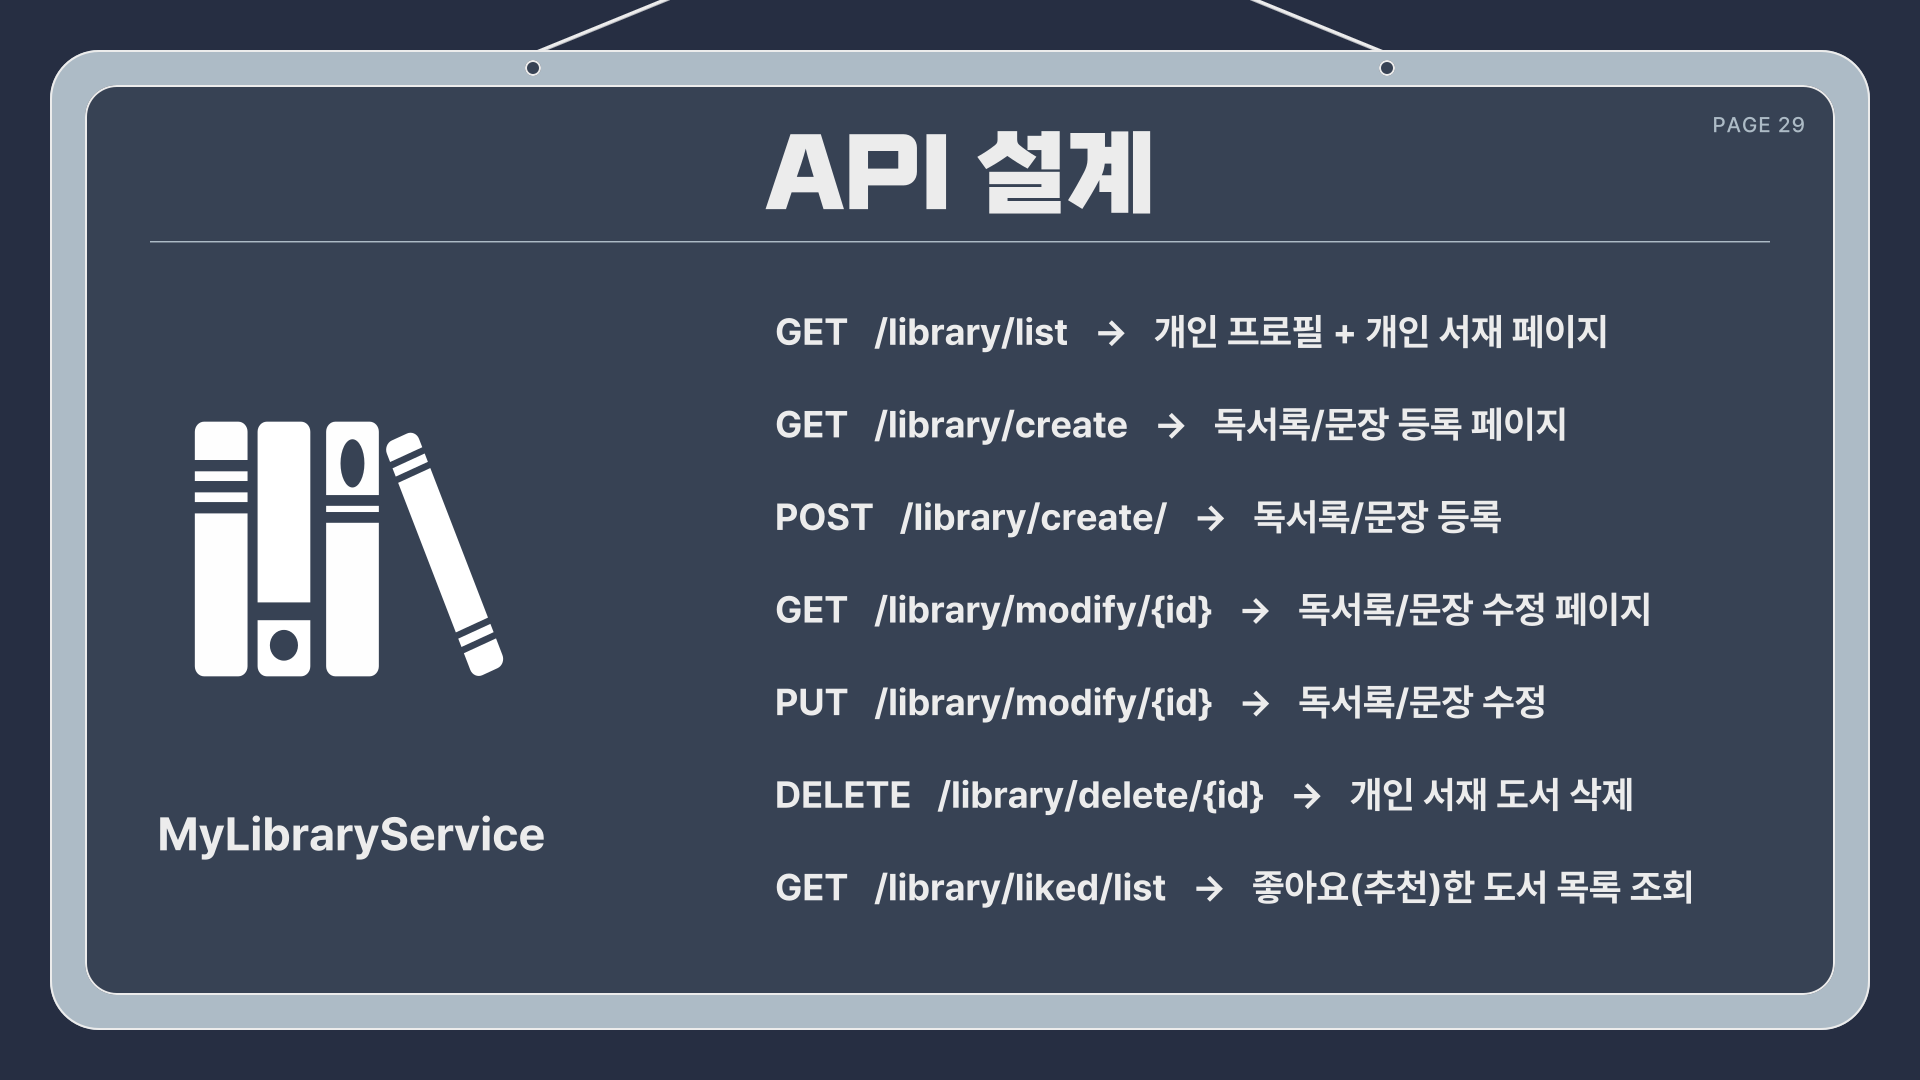 PAGE 29
API 설계
GET /library/list → 개인 프로필 + 개인 서재 페이지
GET /library/create → 독서록/문장 등록 페이지
POST /library/create/ → 독서록/문장 등록
GET /library/modify/{id} → 독서록/문장 수정 페이지
PUT /library/modify/{id} → 독서록/문장 수정
DELETE /library/delete/{id} → 개인 서재 도서 삭제
GET /library/liked/list → 좋아요(추천)한 도서 목록 조회
MyLibraryService